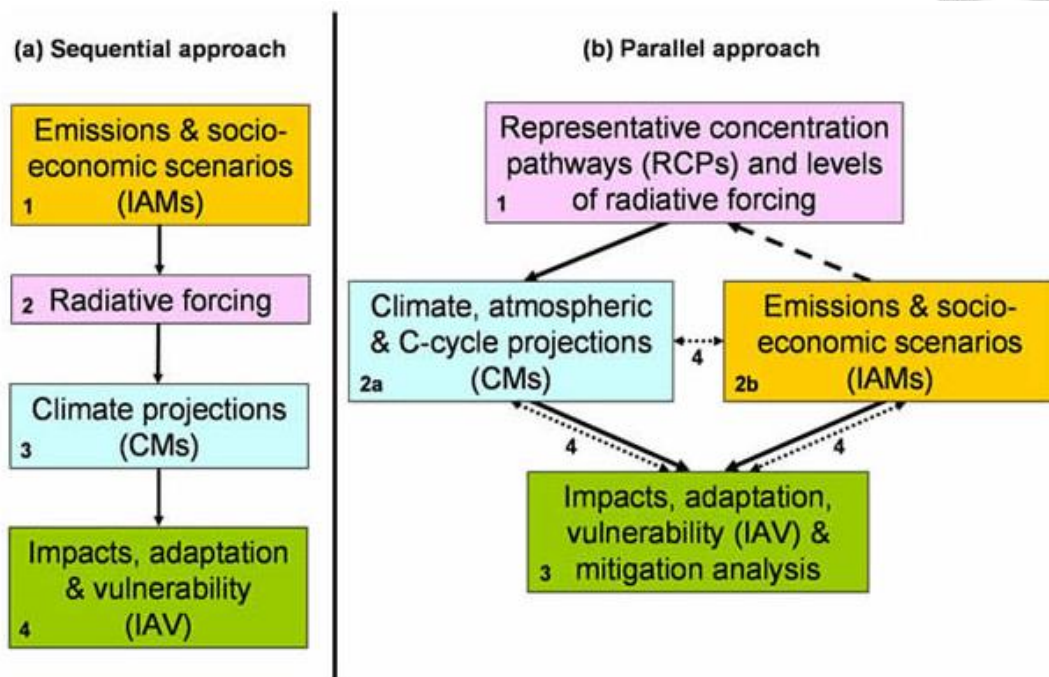 (a) Sequential approach
Emissions & socio-
economic scenarios
(IAMs)
1
2 Radiative forcing
Climate projections
(CMs)
3
Impacts, adaptation
& vulnerability
(IAV)
4
(b) Parallel approach
Representative concentration
pathways (RCPs) and levels
of radiative forcing
1
Climate, atmospheric
& C-cycle projections
(CMs)
2a
4
Emissions & socio-
economic scenarios
(IAMs)
2b
4
4
Impacts, adaptation,
vulnerability (IAV) &
mitigation analysis
3